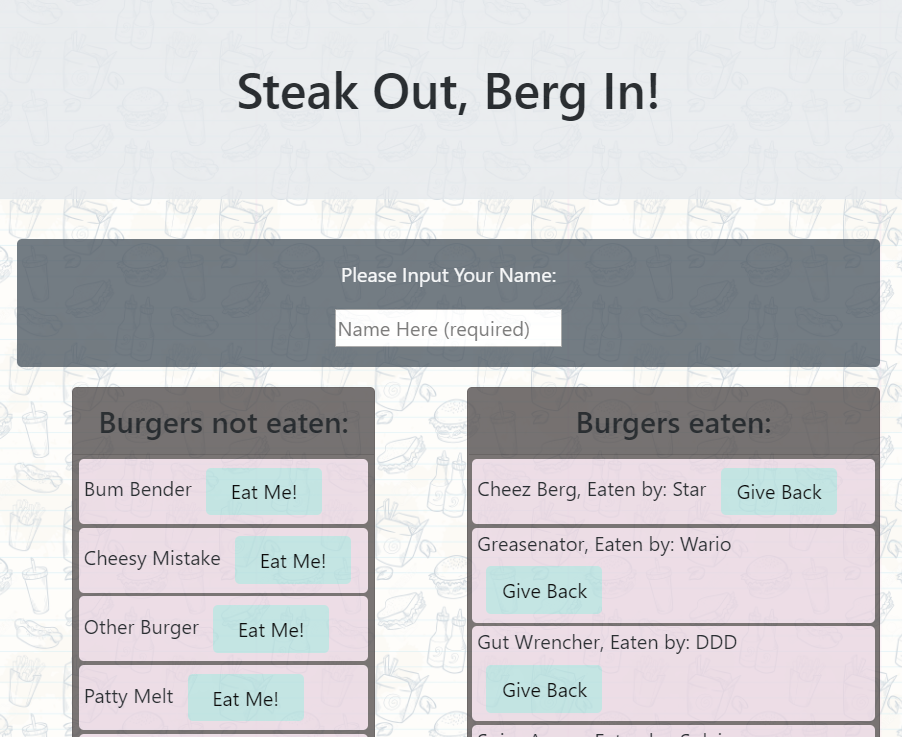 Steak Out, Berg In!
Please Input Your Name:
Name Here (required)
Burgers not eaten:
Bum Bender Eat Me!
Cheesy Mistake Eat Me!
Other Burger Eat Me!
Patty Melt Eat Me!
Burgers eaten:
Cheez Berg, Eaten by: Star Give Back
Greasenator, Eaten by: Wario
Give Back
Gut Wrencher, Eaten by: DDD
Give Back